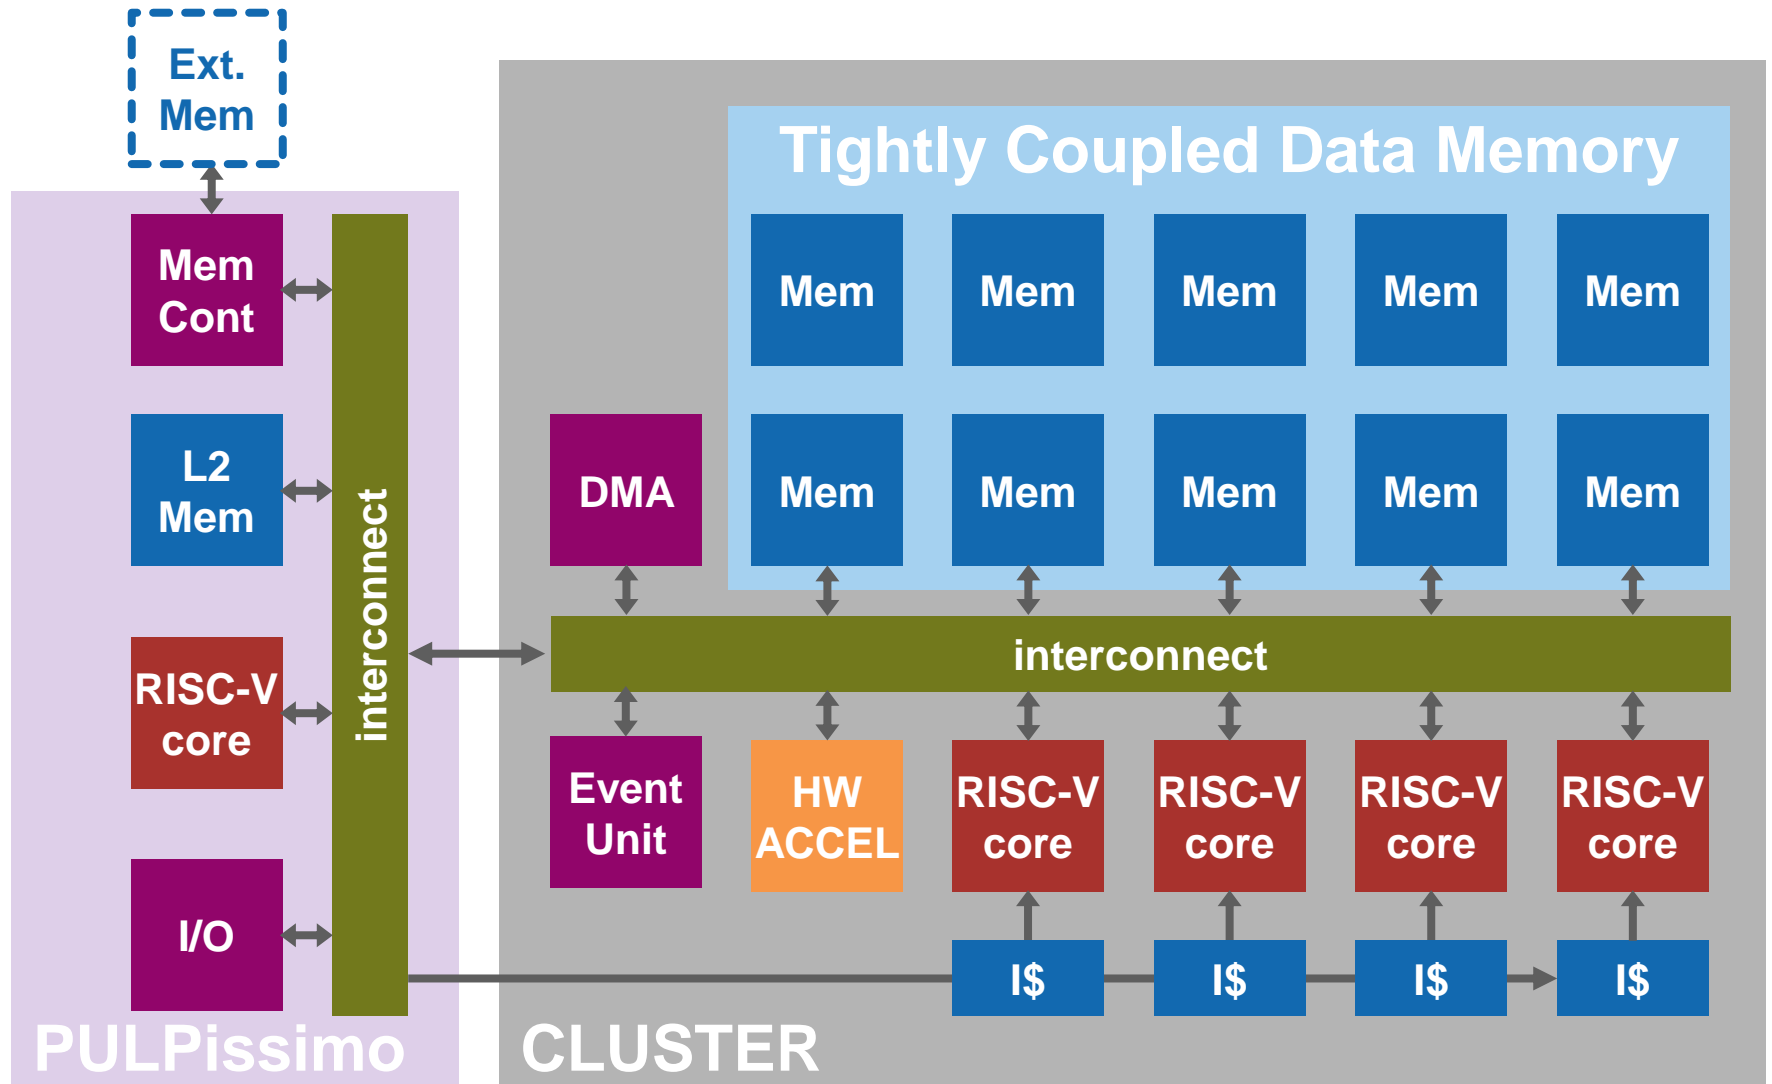 Ext.
Mem
Mem
Cont
L2
Mem
RISC-V
core
I/O
interconnect
PULPissimo
Tightly Coupled Data Memory
Mem
Mem
Mem
Mem
Mem
DMA
Mem
Mem
Mem
Mem
Mem
interconnect
Event
Unit
HW
ACCEL
RISC-V
core
RISC-V
core
RISC-V
core
RISC-V
core
I$
I$
I$
I$
CLUSTER